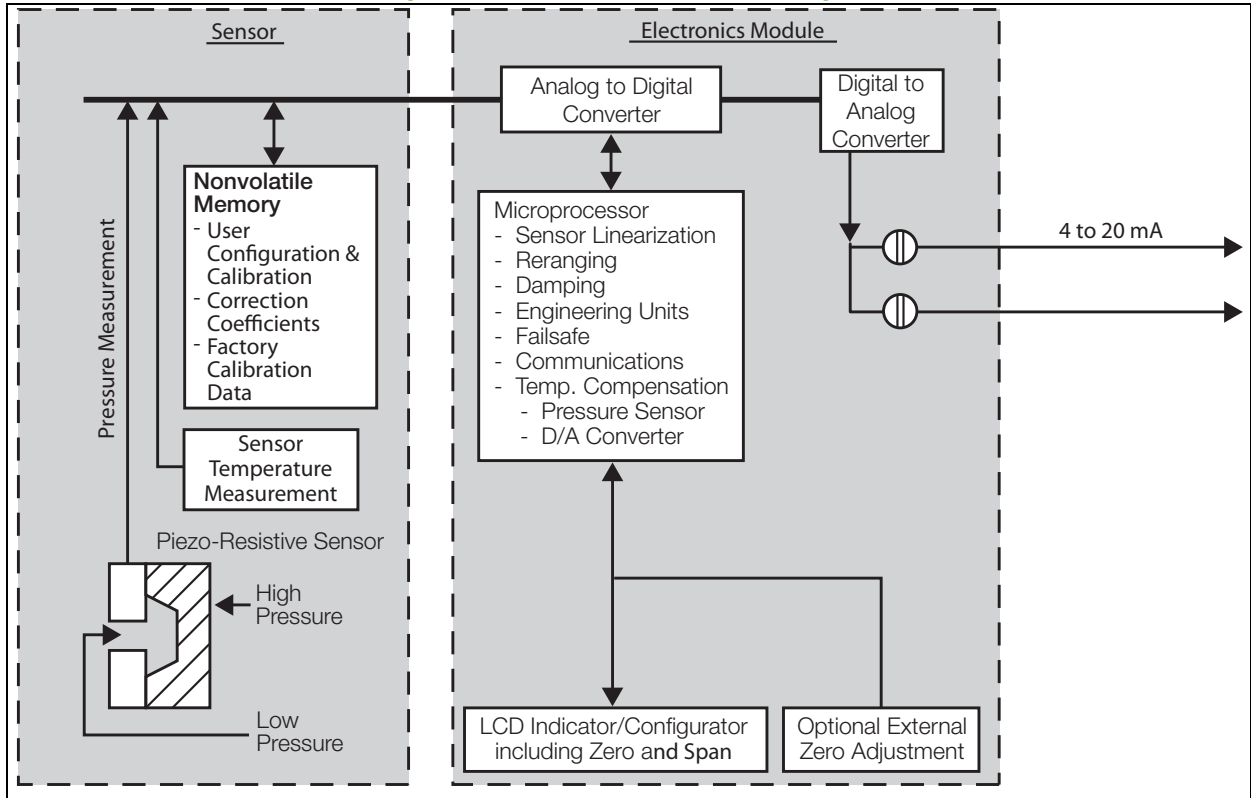 Sensor
Pressure Measurement
Nonvolatile
Memory
- User
Configuration &
Calibration
- Correction
Coefficients
- Factory
Calibration
Data
Sensor
Temperature
Measurement
Piezo-Resistive Sensor
High
Pressure
Low
Pressure
Electronics Module
Analog to Digital
Converter
Digital to
Analog
Converter
Microprocessor
- Sensor Linearization
- Reranging
- Damping
- Engineering Units
- Failsafe
- Communications
- Temp. Compensation
- Pressure Sensor
- D/A Converter
4 to 20 mA
LCD Indicator/Configurator
including Zero and Span
Optional External
Zero Adjustment